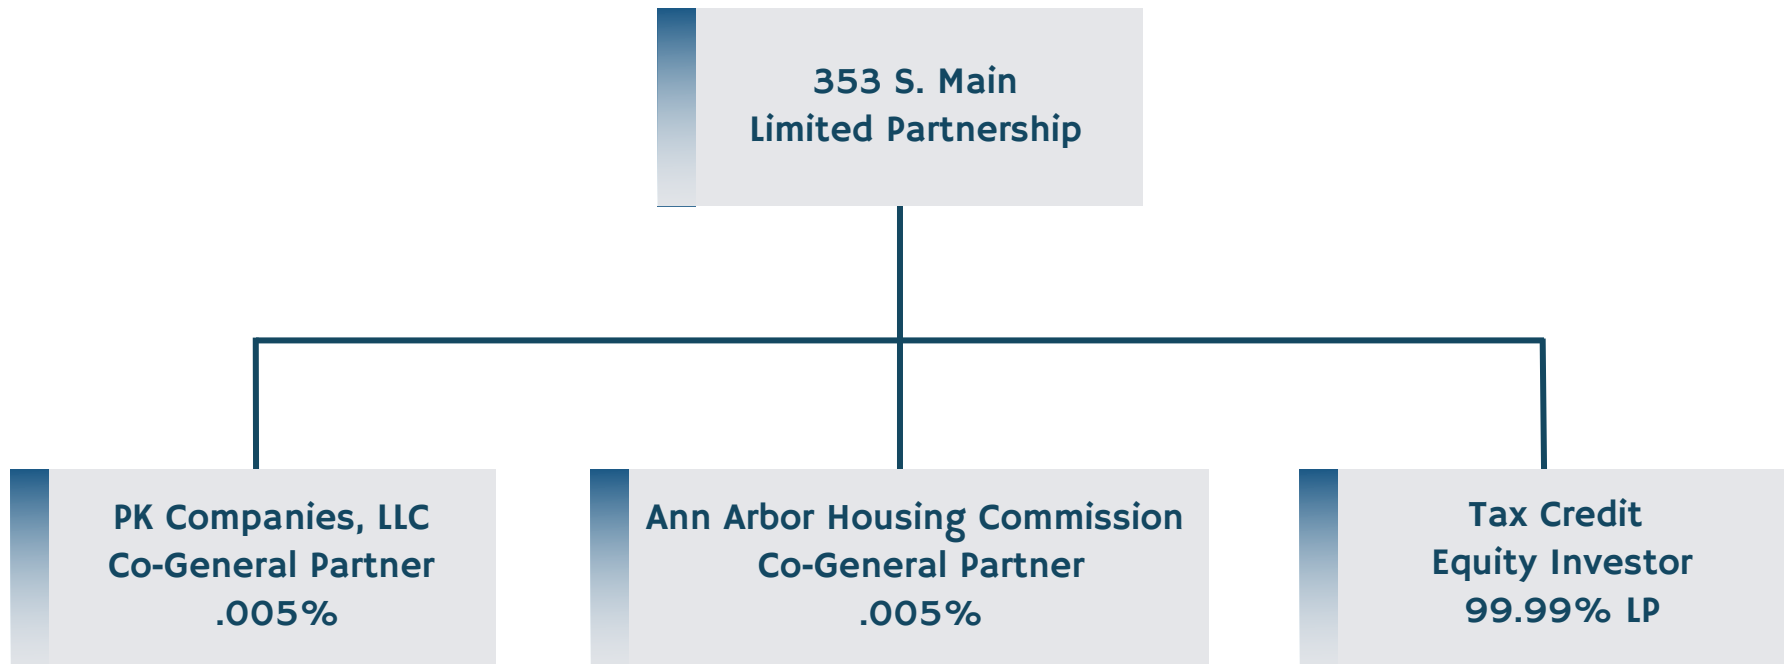 353 S. Main
Limited Partnership
PK Companies, LLC
Co-General Partner
.005%
Ann Arbor Housing Commission
Co-General Partner
.005%
Tax Credit
Equity Investor
99.99% LP